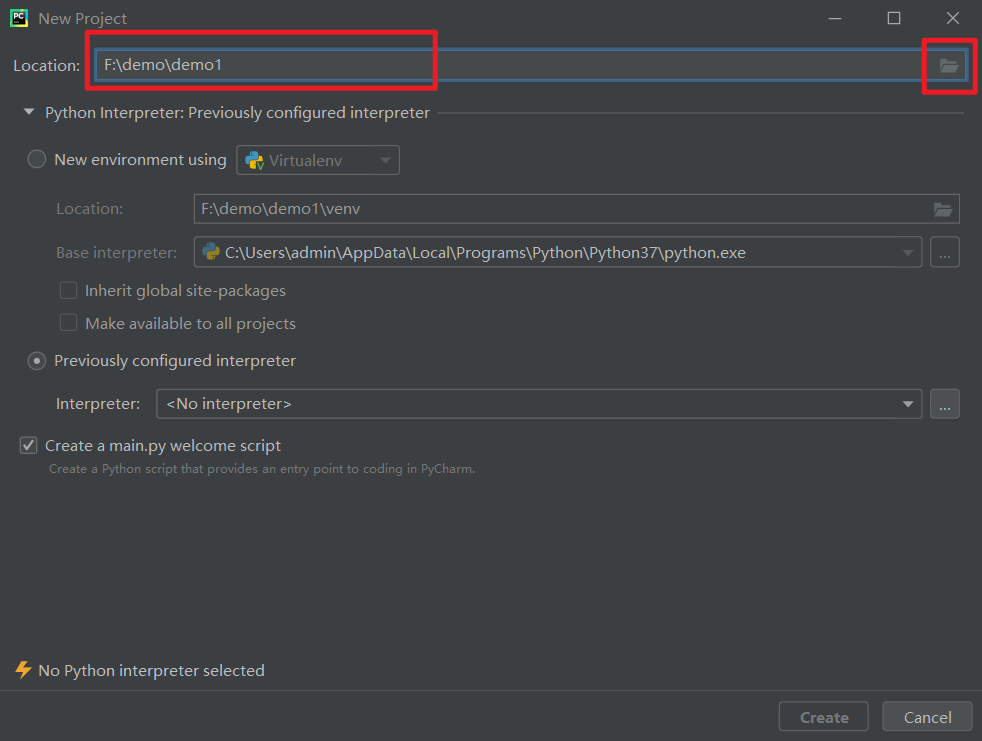 PC New Project
Location: F:\demo\demo1
Python Interpreter: Previously configured interpreter
New environment using Virtualenv
Location: F:\demo\demo1\venv
Base interpreter: C:\Users\admin\AppData\Local\Programs\Python\Python37\python.exe ...
Inherit global site-packages
Make available to all projects
Previously configured interpreter
Interpreter: <No interpreter> ...
Create a main.py welcome script
Create a Python script that provides an entry point to coding in PyCharm.
No Python interpreter selected
Create Cancel